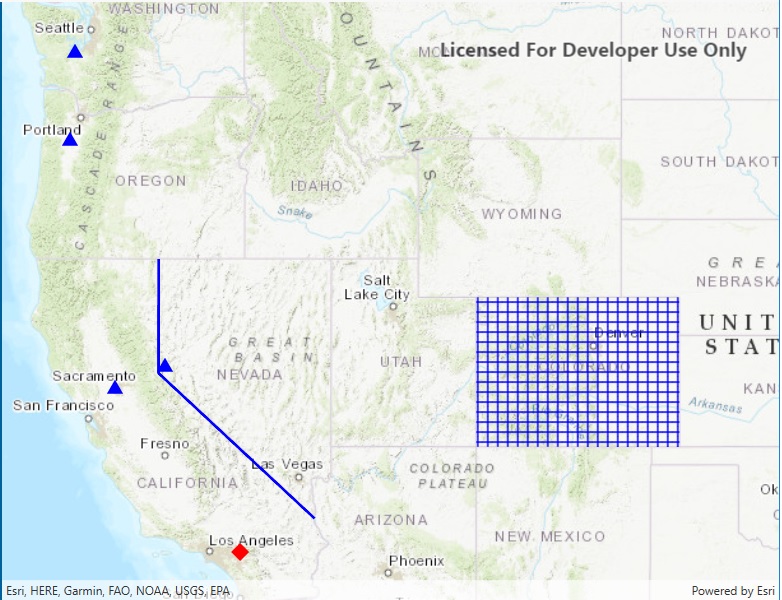 WASHINGTON
Seattle
MO
Licensed For Developer Use Only
NORTH DAKOT
OUNTAINS
CASCADE RANGE
Portland
OREGON
IDAHO
Snake
SOUTH DAKOT
WYOMING
Salt
Lake City
GREA
NEBRASKA
UNIT
STAT
GREAT
BASIN
NEVADA
UTAH
Denver
COLORADO
KAN
Arkansas
Sacramento
San Francisco
Fresno
CALIFORNIA
Las Vegas
COLORADO
PLATEAU
Ok
ARIZONA
NEW MEXICO
Los Angeles
Phoenix
Esri, HERE, Garmin, FAO, NOAA, USGS, EPA
Powered by Esri